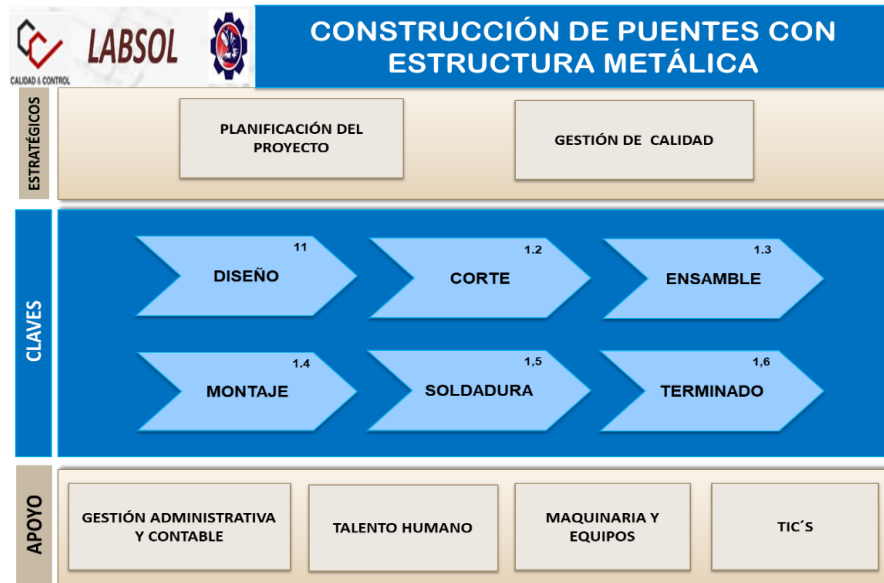 CALIDAD & CONTROL
LABSOL
CONSTRUCCIÓN DE PUENTES CON
ESTRUCTURA METÁLICA
ESTRATÉGICOS
PLANIFICACIÓN DEL
PROYECTO
GESTIÓN DE CALIDAD
CLAVES
11
DISEÑO
1.2
CORTE
1.3
ENSAMBLE
1.4
MONTAJE
1,5
SOLDADURA
1,6
TERMINADO
APOYO
GESTIÓN ADMINISTRATIVA
Y CONTABLE
TALENTO HUMANO
MAQUINARIA Y
EQUIPOS
TIC´S